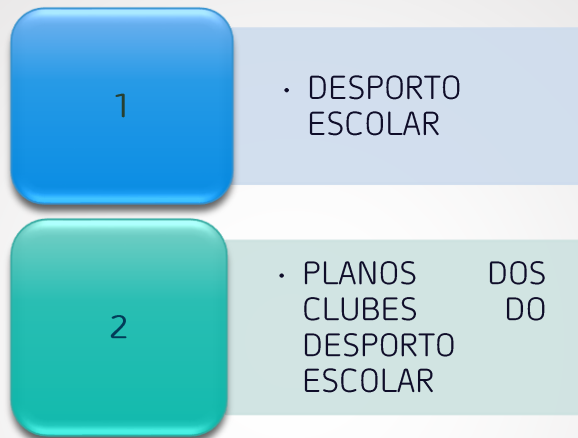 1
• DESPORTO
ESCOLAR
2
• PLANOS DOS
CLUBES DO
DESPORTO
ESCOLAR